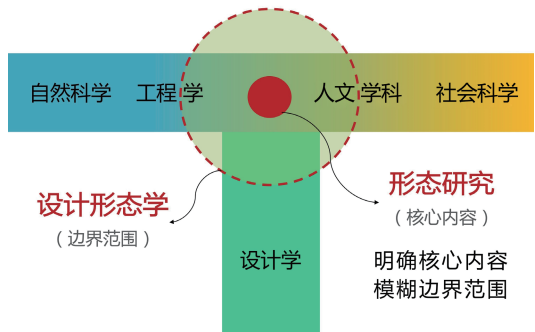 自然科学 工程学 人文学科 社会科学
设计形态学
（边界范围）
形态研究
（核心内容）
设计学
明确核心内容
模糊边界范围